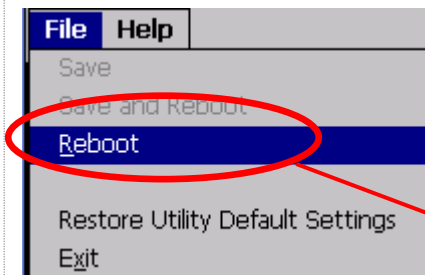 File Help
Save
Save and Reboot
Reboot
Restore Utility Default Settings
Exit